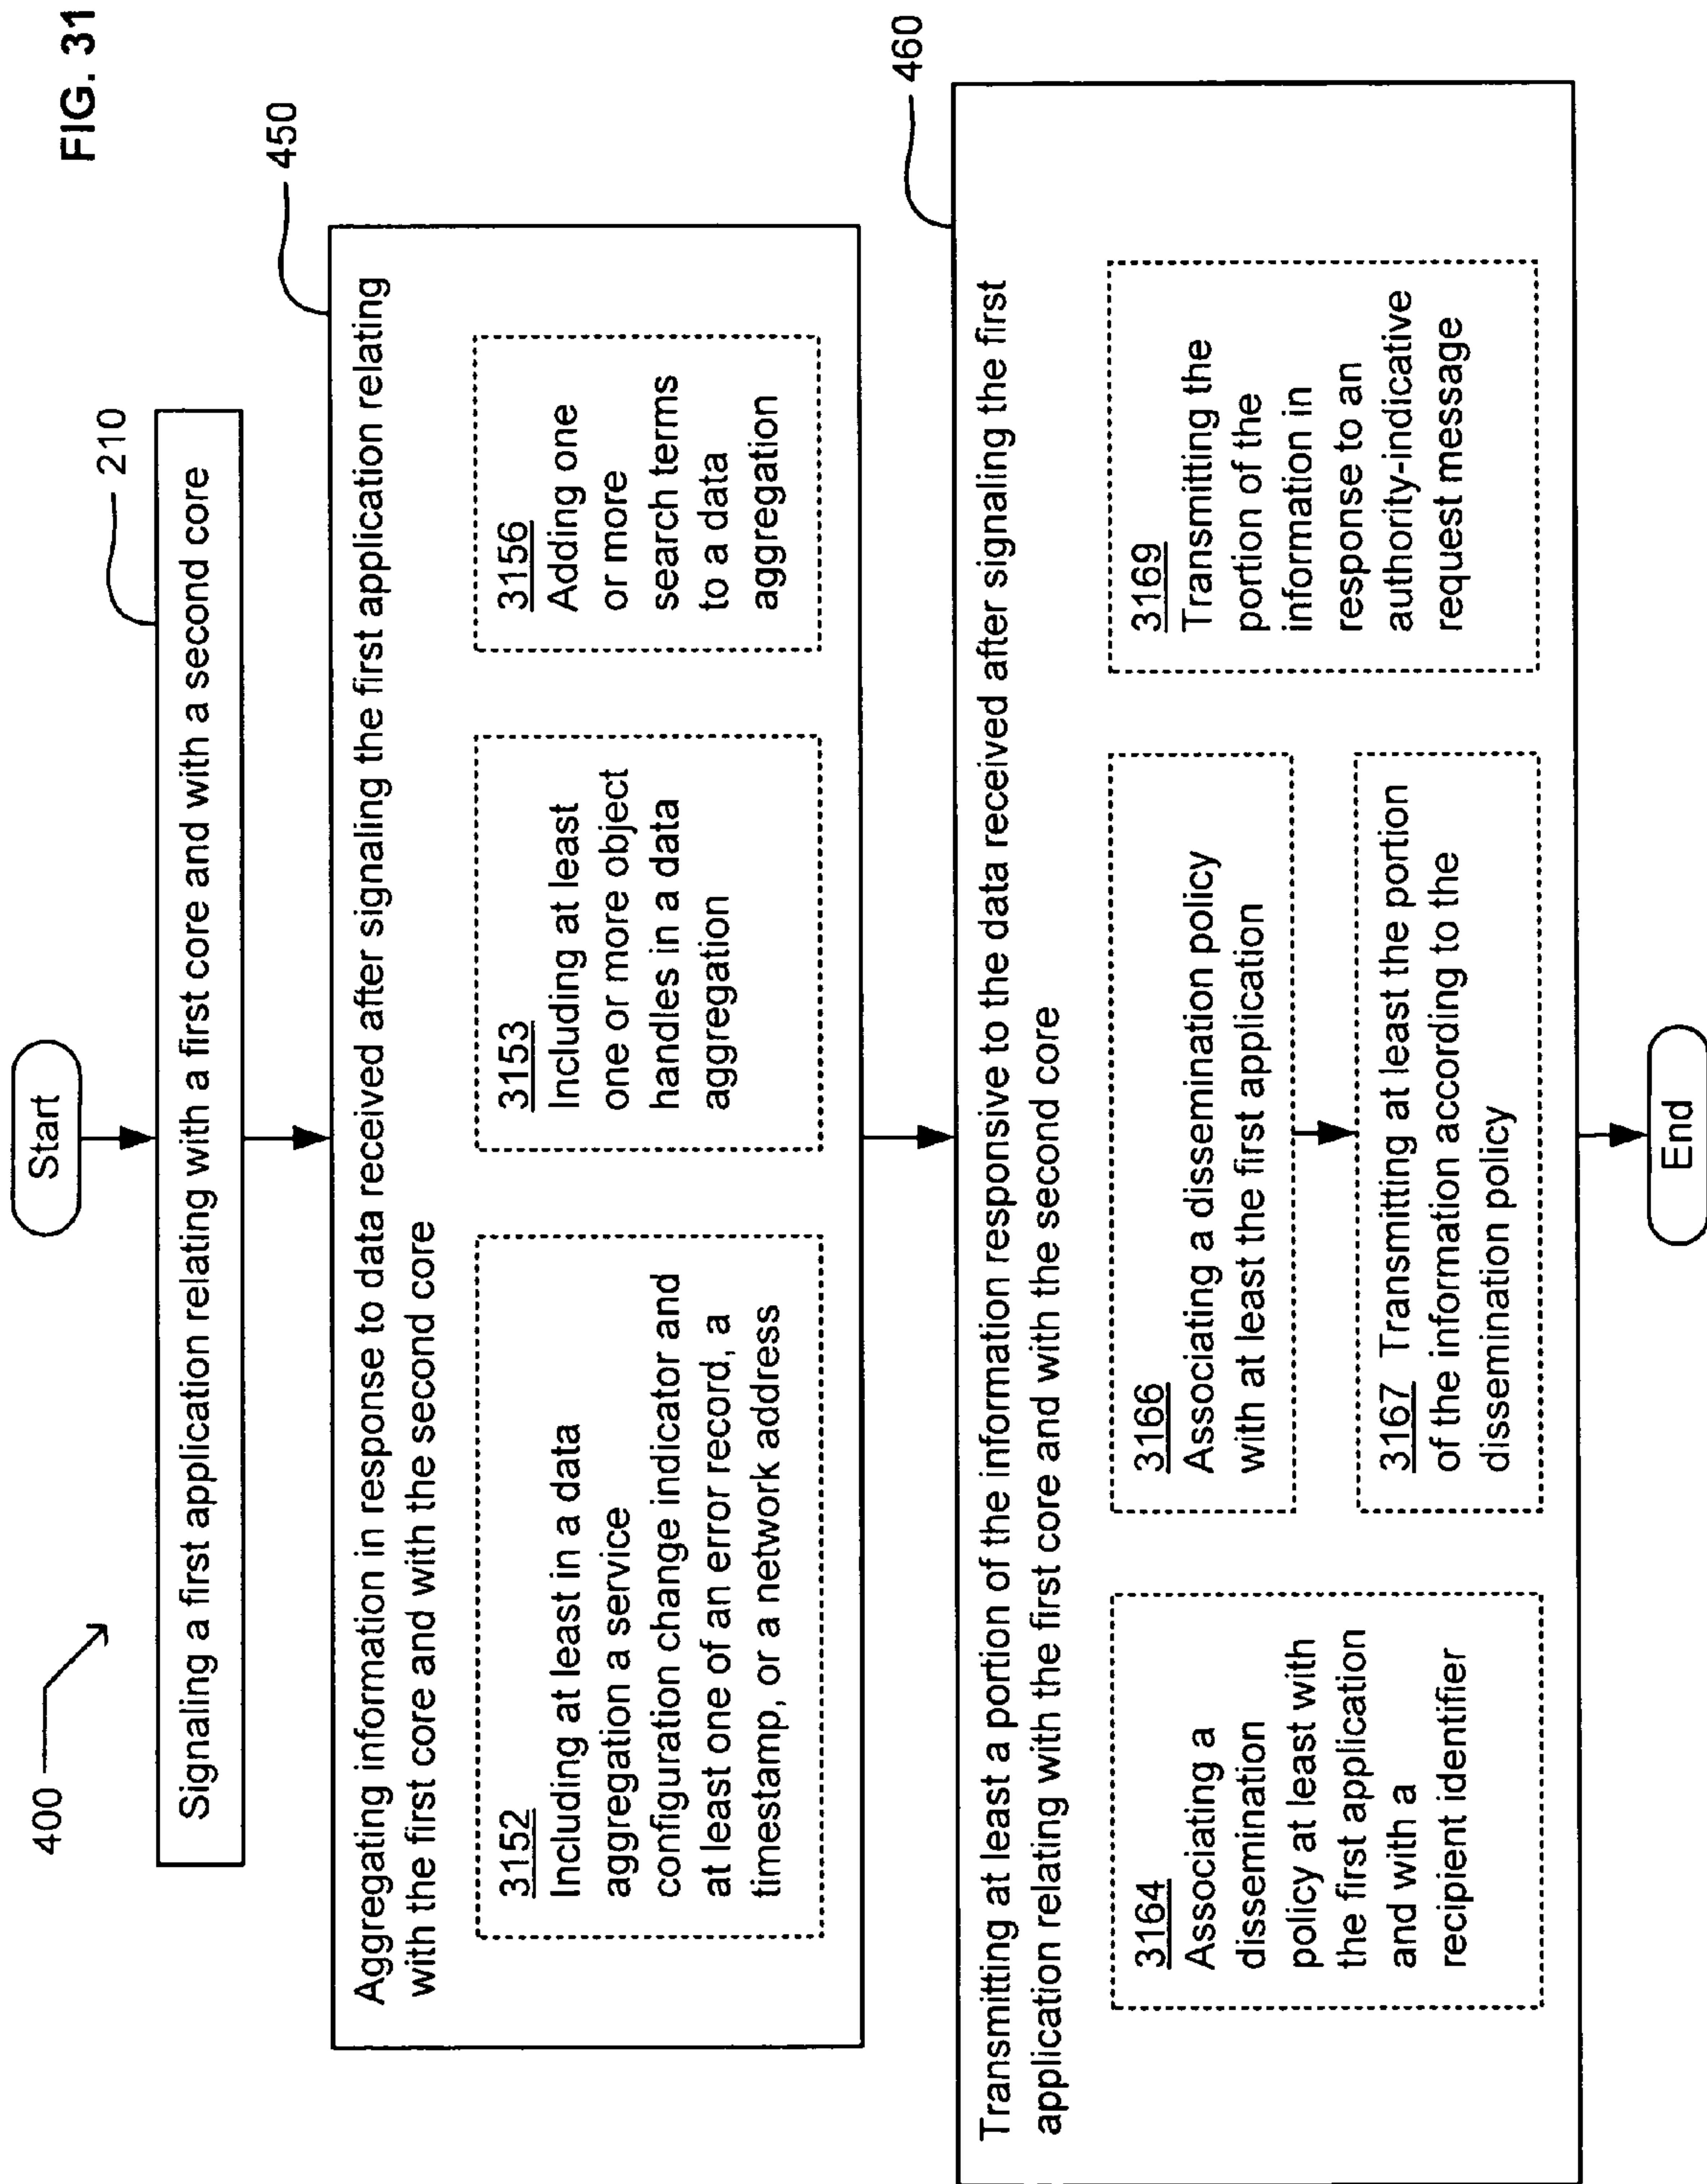 FIG. 31
400
Start
210
Signaling a first application relating with a first core and with a second core
450
Aggregating information in response to data received after signaling the first application relating
with the first core and with the second core
3152
Including at least in a data
aggregation a service
configuration change indicator and
at least one of an error record, a
timestamp, or a network address
3153
Including at least
one or more object
handles in a data
aggregation
3156
Adding one
or more
search terms
to a data
aggregation
460
Transmitting at least a portion of the information responsive to the data received after signaling the first
application relating with the first core and with the second core
3164
Associating a
dissemination
policy at least with
the first application
and with a
recipient identifier
3166
Associating a dissemination policy
with at least the first application
3167 Transmitting at least the portion
of the information according to the
dissemination policy
3169
Transmitting the
portion of the
information in
response to an
authority-indicative
request message
End